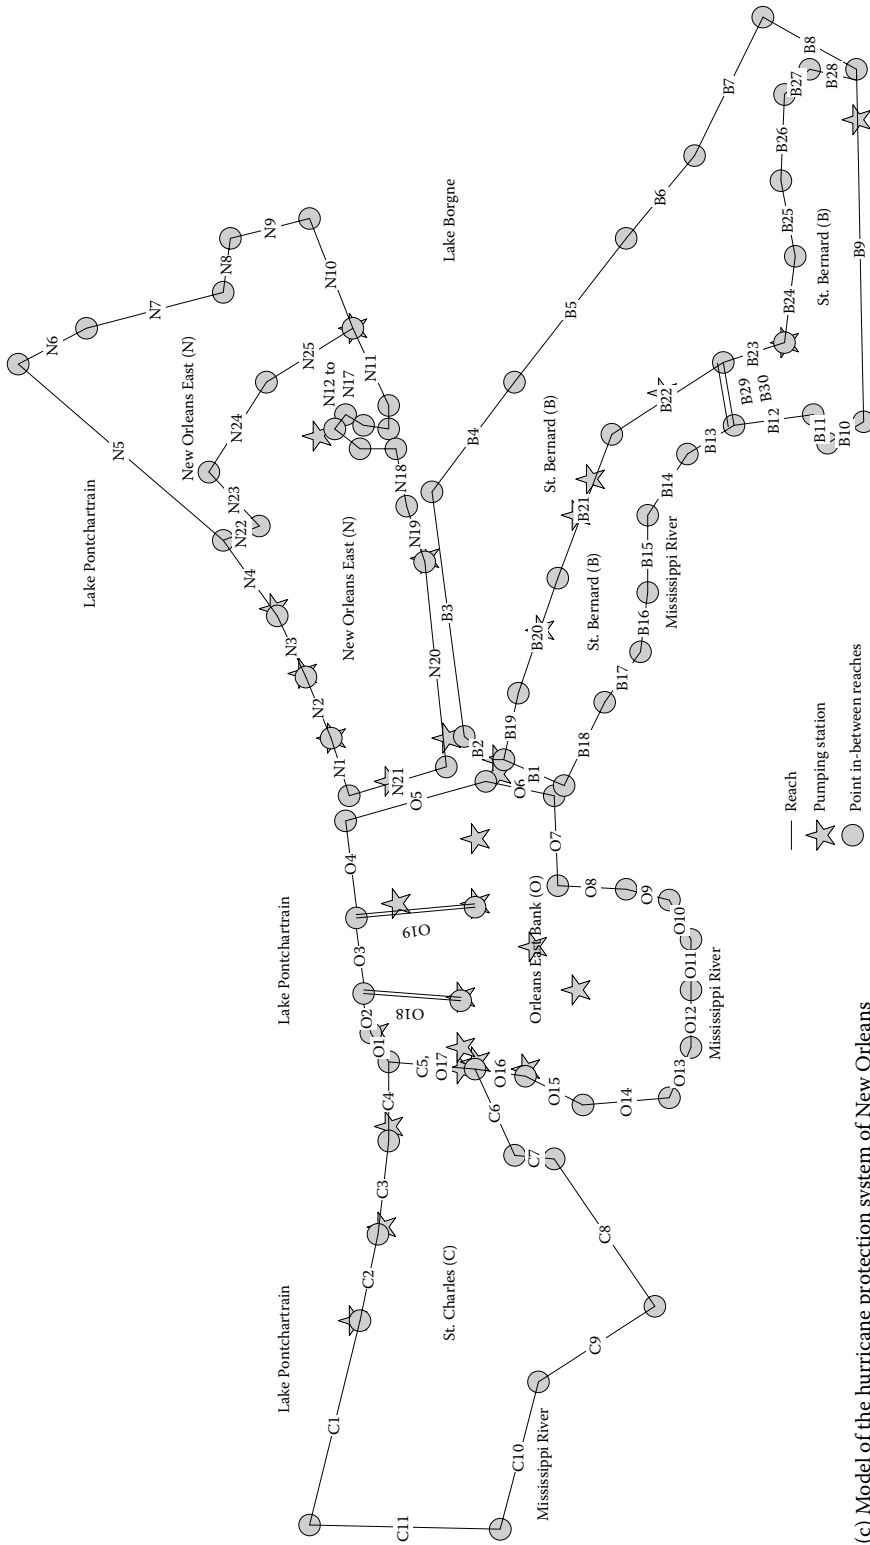 Lake Pontchartrain
Lake Pontchartrain
Lake Pontchartrain
Lake Borgne
C1
C2
C3
C4
C5,
O17
C6
C7
C8
C9
C10
C11
St. Charles (C)
Mississippi River
O1
O2
O3
O4
O5
O6
O7
O8
O9
O10
O11
O12
O13
O14
O15
O16
O18
O19
Orleans East Bank (O)
Mississippi River
N1
N2
N3
N4
N5
N6
N7
N8
N9
N10
N11
N12 to
N17
N18
N19
N20
N21
N22
N23
N24
N25
New Orleans East (N)
New Orleans East (N)
B1
B2
B3
B4
B5
B6
B7
B8
B9
B10
B11
B12
B13
B14
B15
B16
B17
B18
B19
B20
B21
B22
B23
B24
B25
B26
B27
B28
B29
B30
St. Bernard (B)
St. Bernard (B)
St. Bernard (B)
Mississippi River
Reach
Pumping station
Point in-between reaches
(c) Model of the hurricane protection system of New Orleans